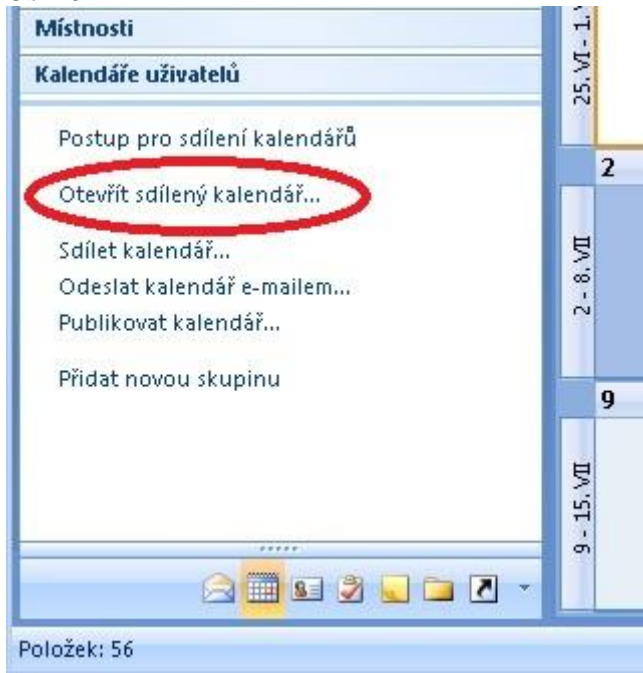 Místnosti
Kalendáře uživatelů
Postup pro sdílení kalendářů
Otevřít sdílený kalendář...
Sdílet kalendář...
Odeslat kalendář e-mailem...
Publikovat kalendář...
Přidat novou skupinu
Položek: 56
25. VI - 1.
2
2 - 8. VII
9
9 - 15. VII